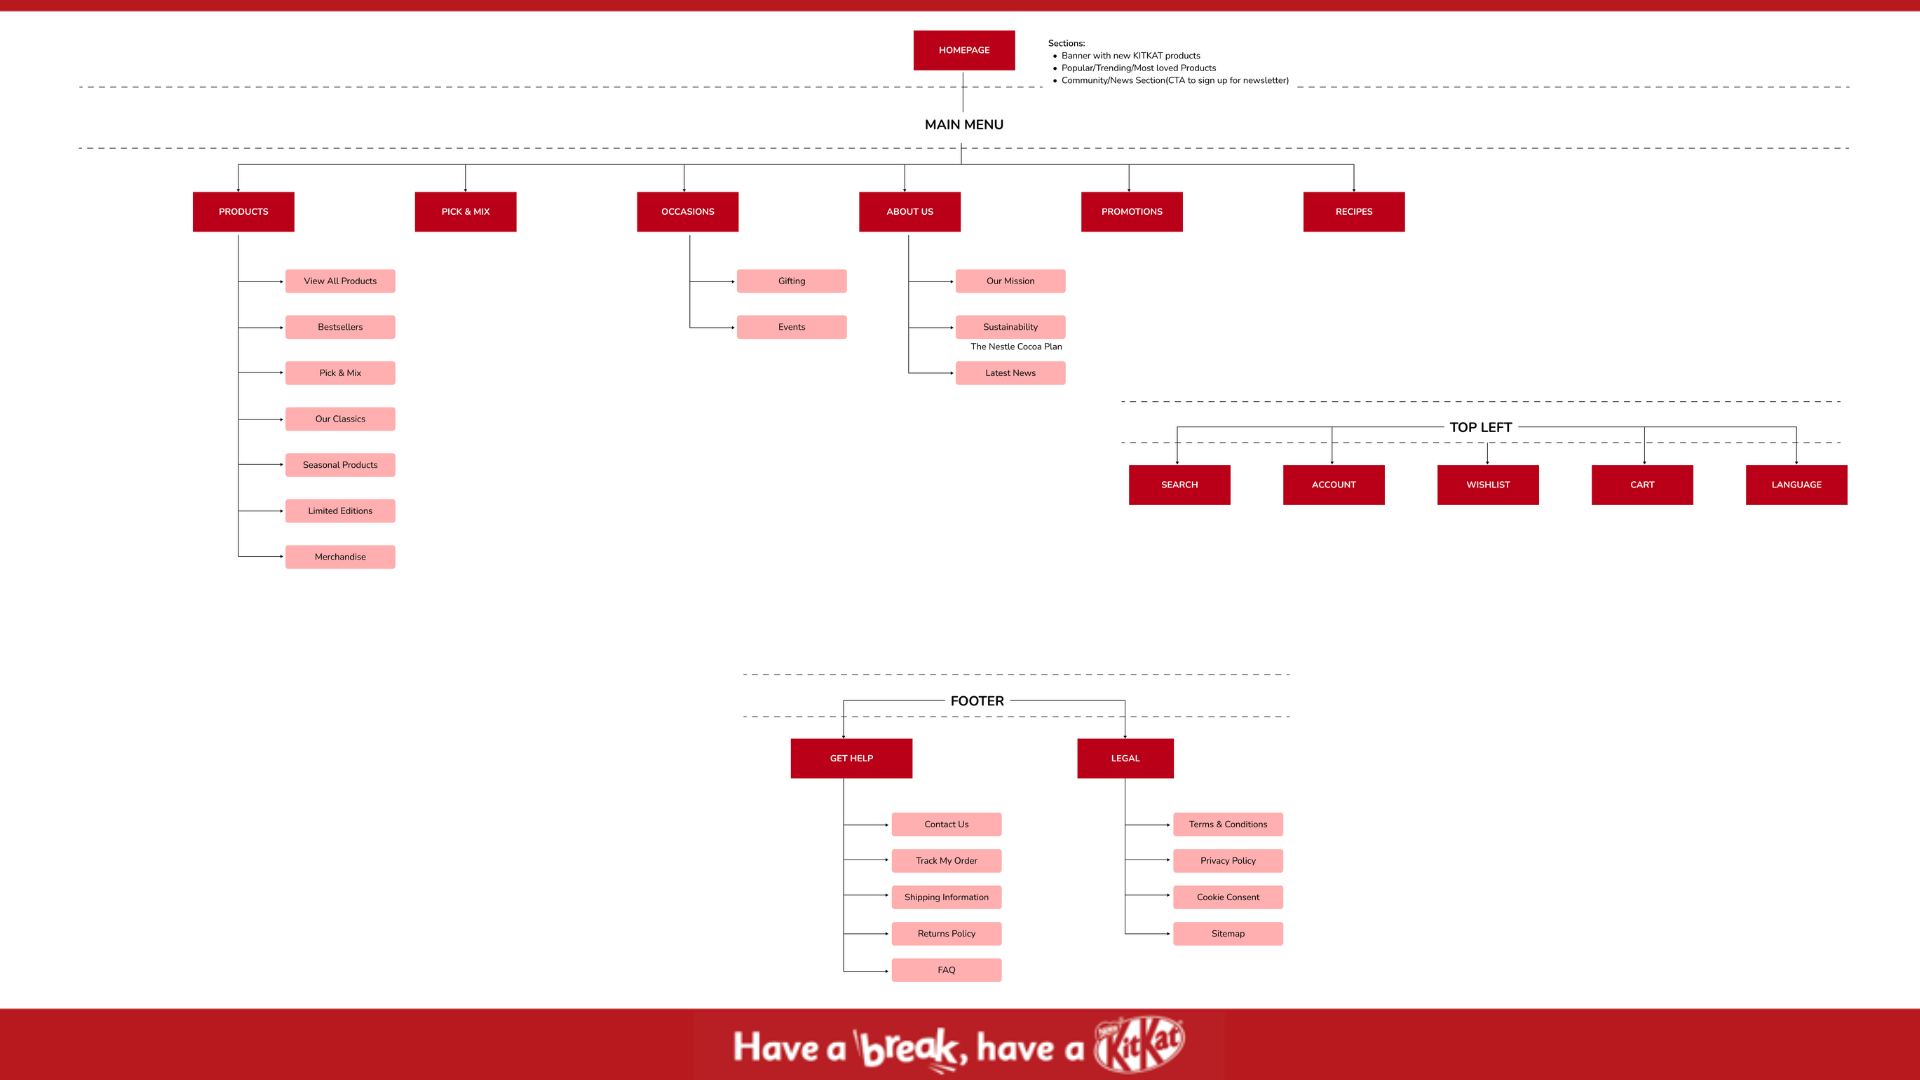 HOMEPAGE
Sections:
• Banner with new KITKAT products
• Popular/Trending/Most loved Products
• Community/News Section(CTA to sign up for newsletter)
MAIN MENU
PRODUCTS
PICK & MIX
OCCASIONS
ABOUT US
PROMOTIONS
RECIPES
View All Products
Bestsellers
Pick & Mix
Our Classics
Seasonal Products
Limited Editions
Merchandise
Gifting
Events
Our Mission
Sustainability
The Nestle Cocoa Plan
Latest News
TOP LEFT
SEARCH
ACCOUNT
WISHLIST
CART
LANGUAGE
FOOTER
GET HELP
LEGAL
Contact Us
Track My Order
Shipping Information
Returns Policy
FAQ
Terms & Conditions
Privacy Policy
Cookie Consent
Sitemap
Have a break, have a
Nestlé
KitKat